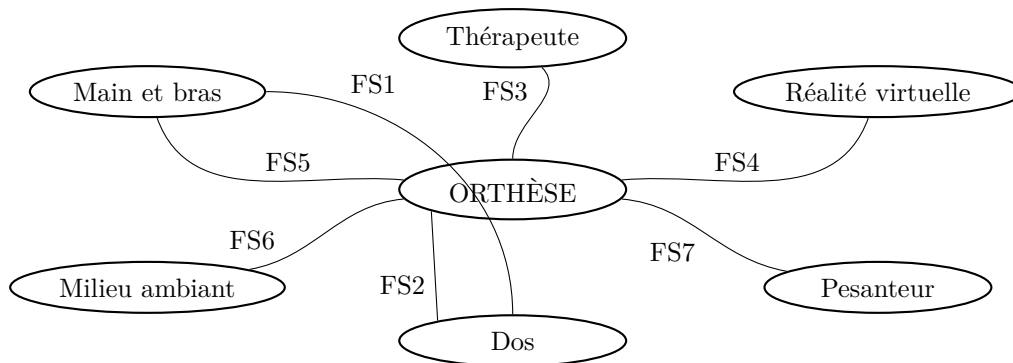 Thérapeute
Main et bras
FS1
FS3
Réalité virtuelle
FS5
FS4
ORTHÈSE
FS6
FS7
Milieu ambiant
FS2
Pesanteur
Dos